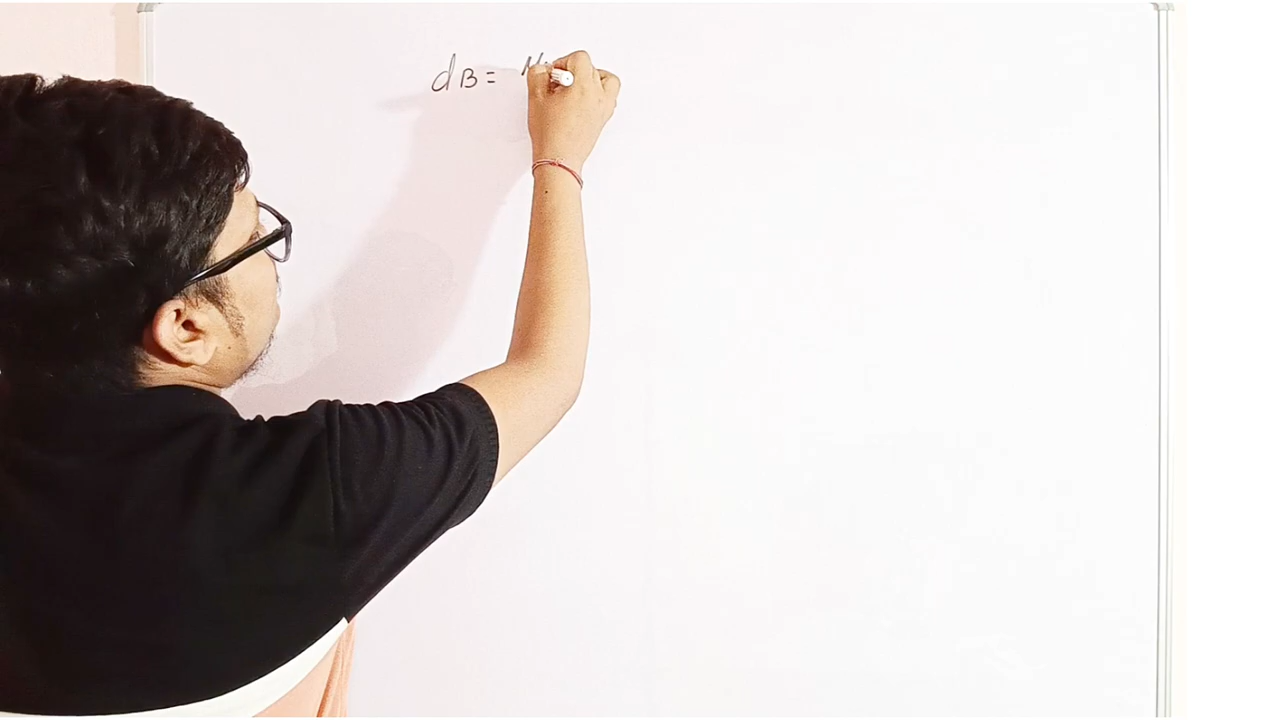 dB = μ